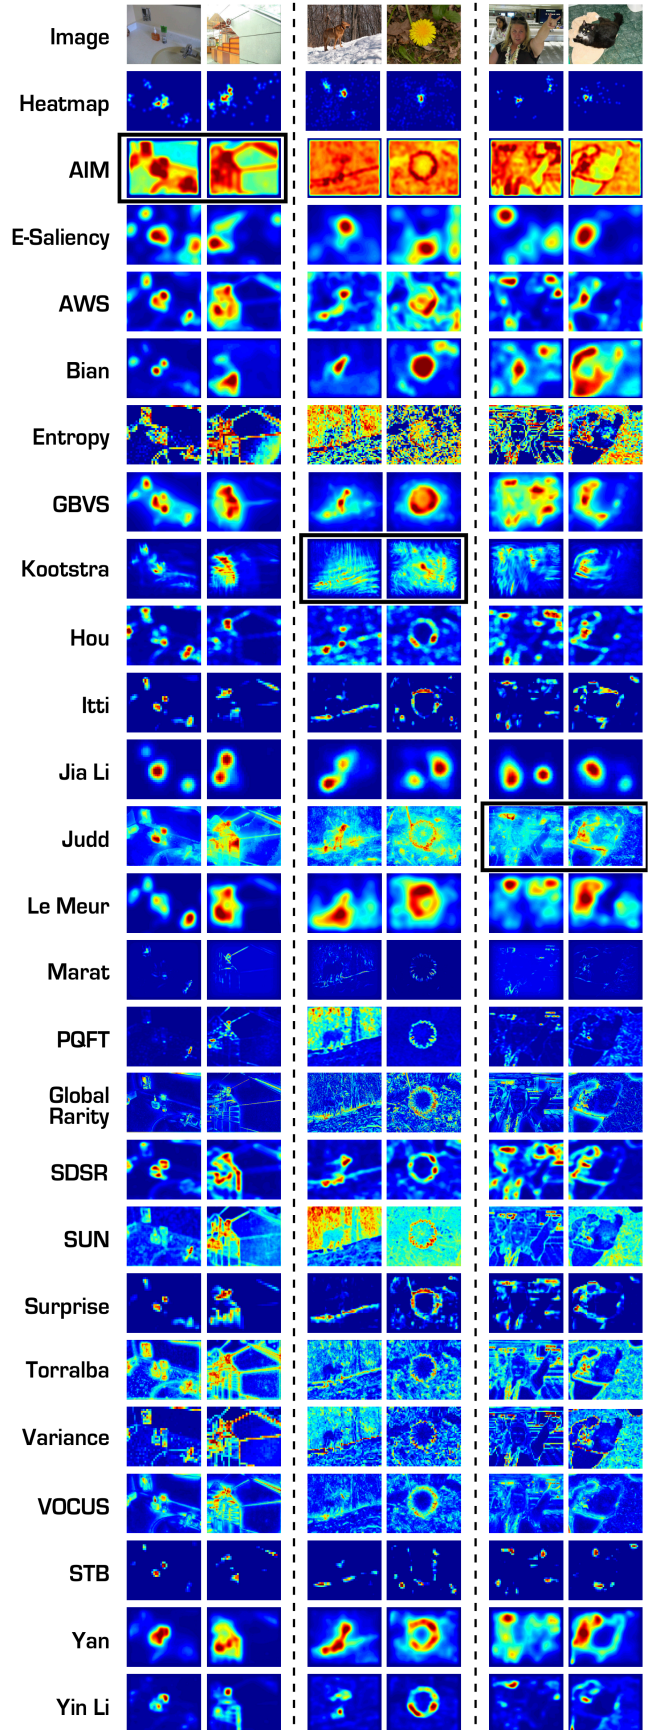 Image
Heatmap
AIM
E-Saliency
AWS
Bian
Entropy
GBVS
Kootstra
Hou
Itti
Jia Li
Judd
Le Meur
Marat
PQFT
Global
Rarity
SDSR
SUN
Surprise
Torralba
Variance
VOCUS
STB
Yan
Yin Li